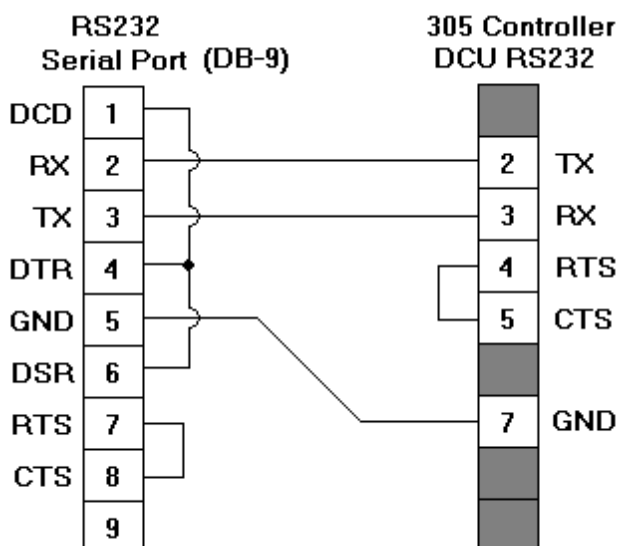 RS232
Serial Port (DB-9)
305 Controller
DCU RS232
DCD 1
RX 2
2 TX
TX 3
3 RX
DTR 4
4 RTS
GND 5
5 CTS
DSR 6
RTS 7
7 GND
CTS 8
9